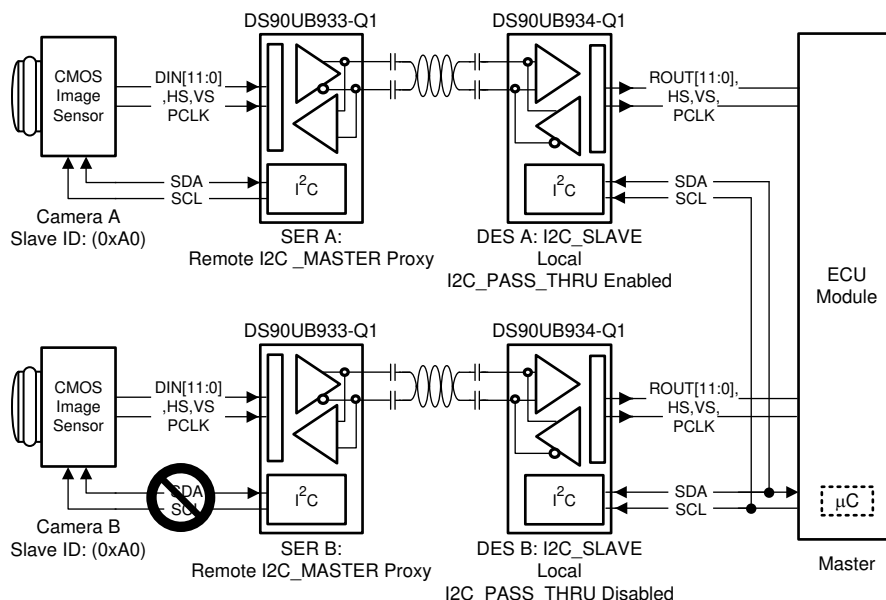 DS90UB933-Q1
DS90UB934-Q1
CMOS
Image
Sensor
DIN[11:0]
,HS,VS
PCLK
ROUT[11:0],
HS,VS,
PCLK
SDA
SCL
I2C
I2C
SDA
SCL
Camera A
Slave ID: (0xA0)
SER A:
Remote I2C _MASTER Proxy
DES A: I2C_SLAVE
Local
I2C_PASS_THRU Enabled
ECU
Module
DS90UB933-Q1
DS90UB934-Q1
CMOS
Image
Sensor
DIN[11:0]
,HS,VS
PCLK
ROUT[11:0],
HS,VS,
PCLK
SDA
SCL
I2C
I2C
SDA
SCL
µC
Camera B
Slave ID: (0xA0)
SER B:
Remote I2C_MASTER Proxy
DES B: I2C_SLAVE
Local
I2C_PASS_THRU Disabled
Master